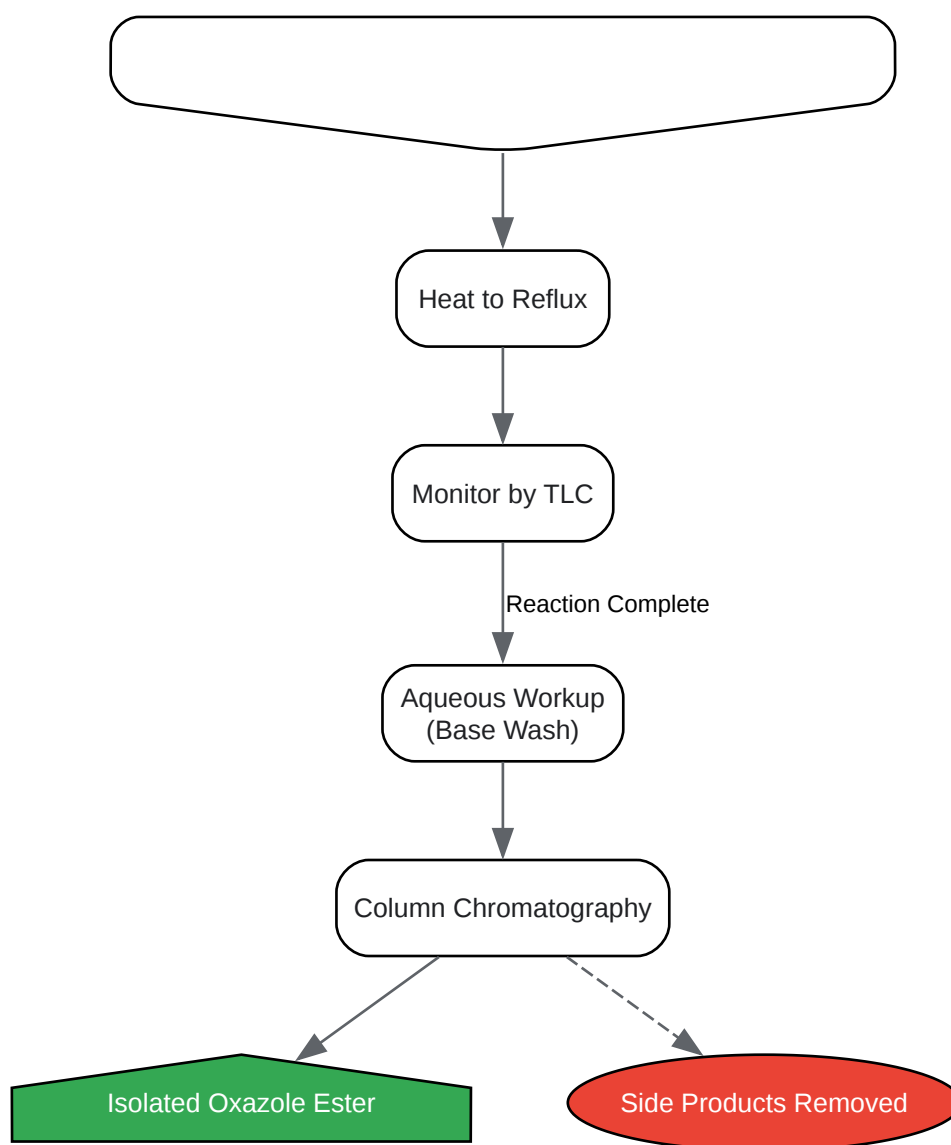 Heat to Reflux
Monitor by TLC
Reaction Complete
Aqueous Workup
(Base Wash)
Column Chromatography
Isolated Oxazole Ester
Side Products Removed